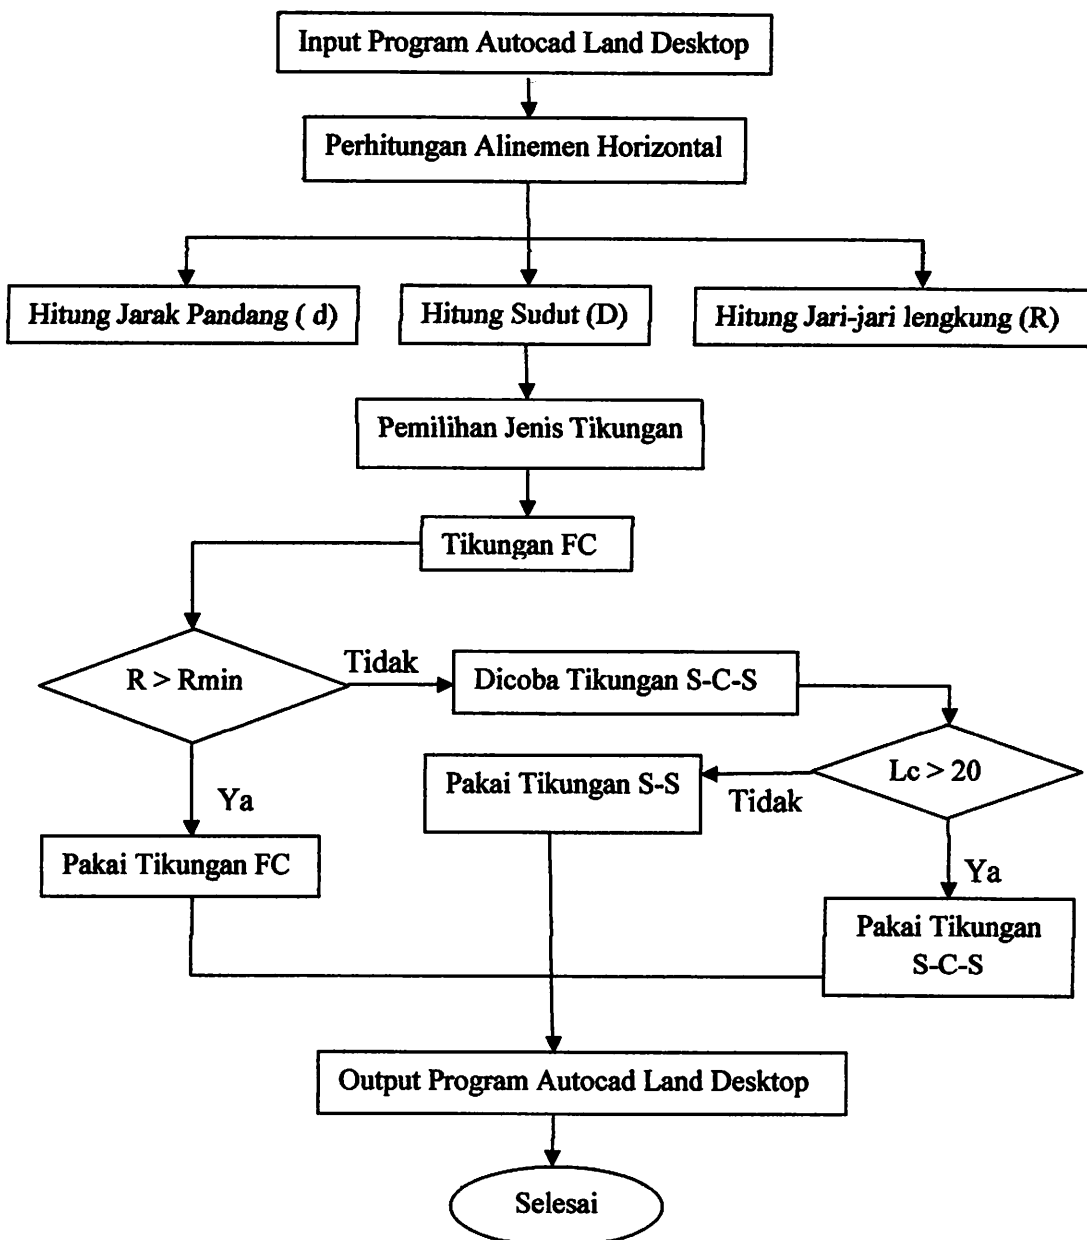 Input Program Autocad Land Desktop
Perhitungan Alinemen Horizontal
Hitung Jarak Pandang ( d)
Hitung Sudut (D)
Hitung Jari-jari lengkung (R)
Pemilihan Jenis Tikungan
Tikungan FC
R > Rmin
Tidak
Dicoba Tikungan S-C-S
Lc > 20
Tidak
Pakai Tikungan S-S
Ya
Pakai Tikungan FC
Ya
Pakai Tikungan
S-C-S
Output Program Autocad Land Desktop
Selesai